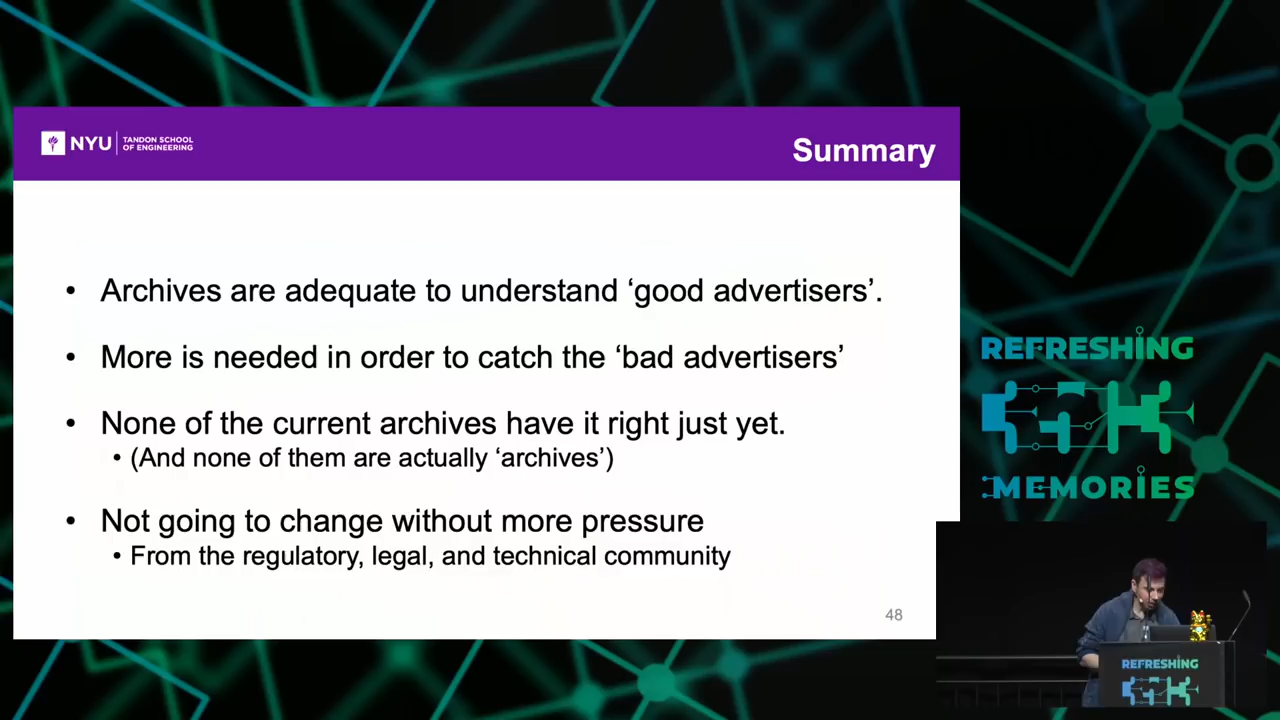 NYU
TANDON SCHOOL
OF ENGINEERING
Summary
• Archives are adequate to understand ‘good advertisers’.
• More is needed in order to catch the ‘bad advertisers’
• None of the current archives have it right just yet.
• (And none of them are actually ‘archives’)
• Not going to change without more pressure
• From the regulatory, legal, and technical community
48
REFRESHING
MEMORIES
REFRESHING